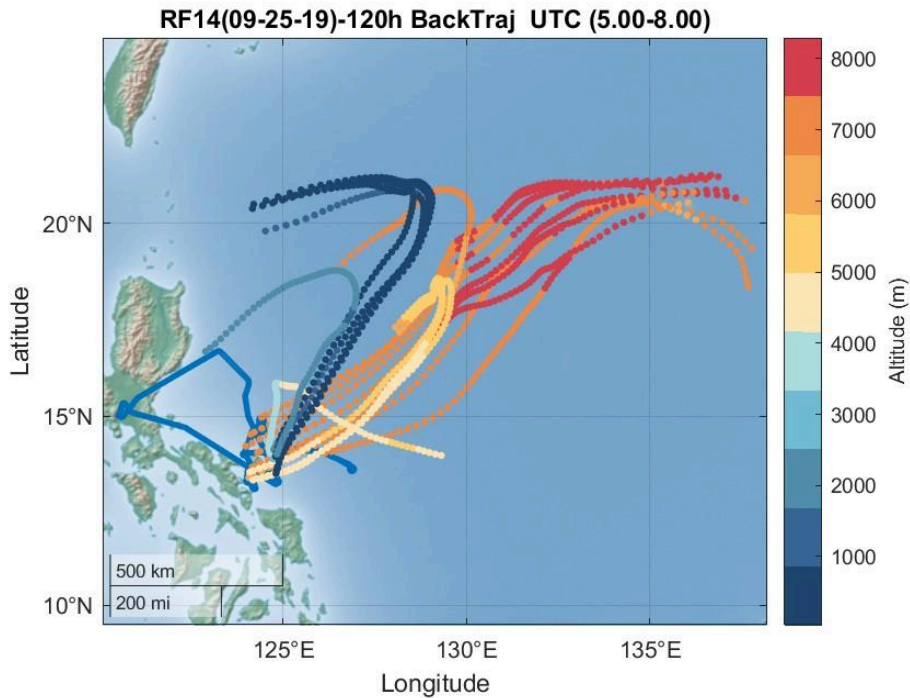 RF14(09-25-19)-120h BackTraj  UTC (5.00-8.00)
8000
7000
6000
5000
4000
3000
2000
1000
Altitude (m)
20°N
15°N
10°N
Latitude
500 km
200 mi
125°E
130°E
135°E
Longitude